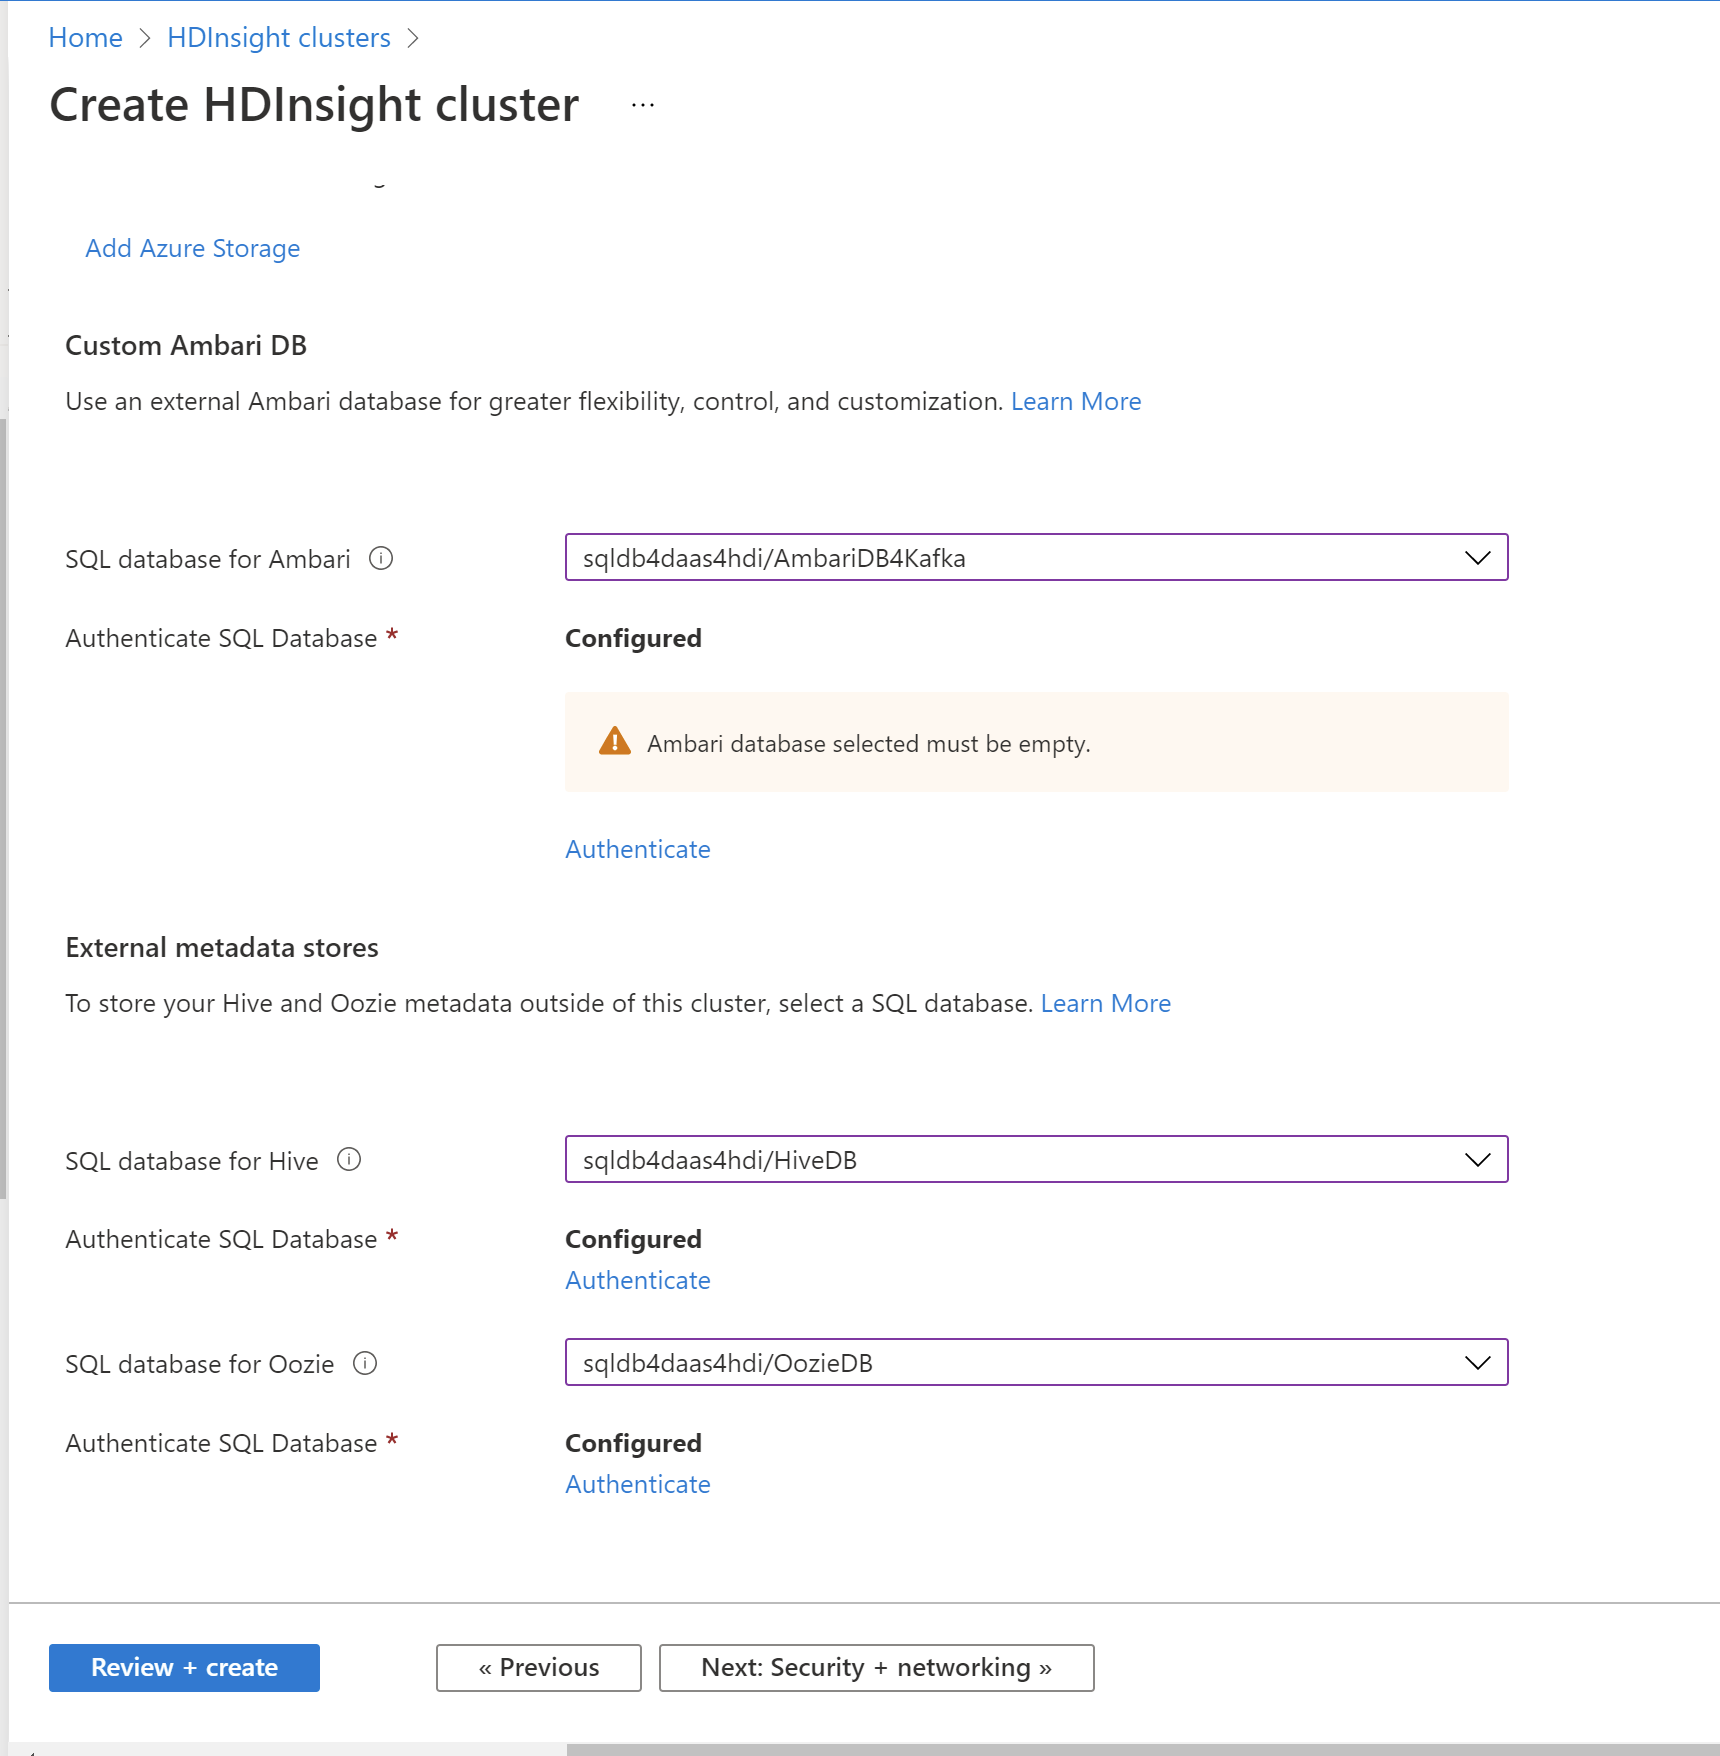 Home > HDInsight clusters >
Create HDInsight cluster ...
Add Azure Storage
Custom Ambari DB
Use an external Ambari database for greater flexibility, control, and customization. Learn More
SQL database for Ambari
sqldb4daas4hdi/AmbariDB4Kafka
Authenticate SQL Database *
Configured
Ambari database selected must be empty.
Authenticate
External metadata stores
To store your Hive and Oozie metadata outside of this cluster, select a SQL database. Learn More
SQL database for Hive
sqldb4daas4hdi/HiveDB
Authenticate SQL Database *
Configured
Authenticate
SQL database for Oozie
sqldb4daas4hdi/OozieDB
Authenticate SQL Database *
Configured
Authenticate
Review + create
« Previous
Next: Security + networking »